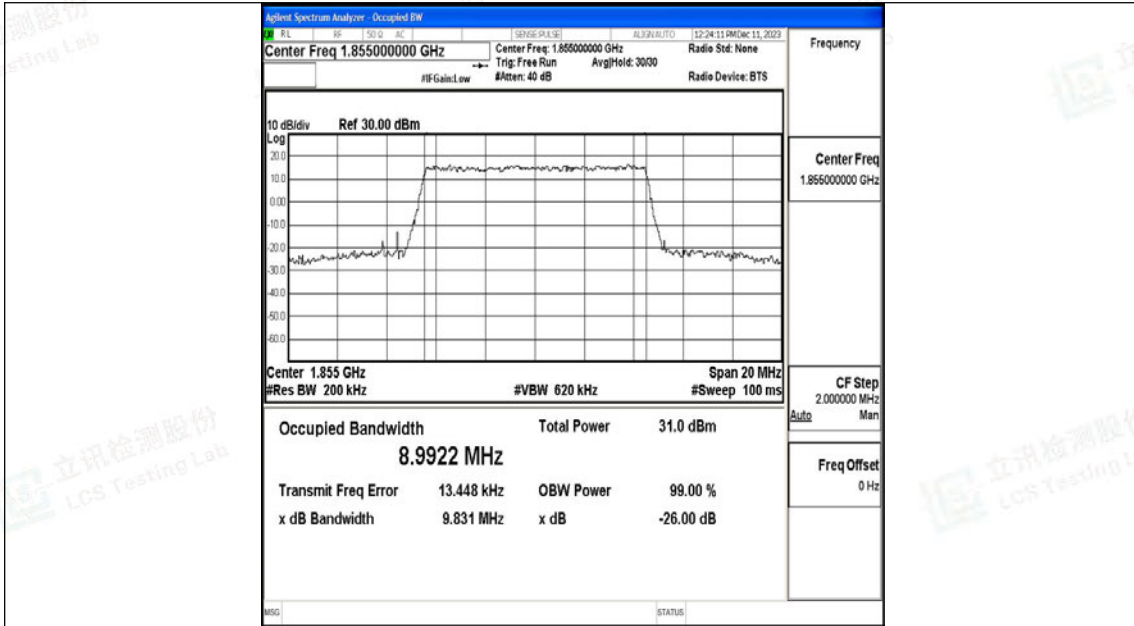 Agilent Spectrum Analyzer - Occupied BW
RL RF 50 Ω AC SENSE:PULSE ALIGNAUTO 12:24:11 PM Dec 11, 2023
Center Freq 1.855000000 GHz
Center Freq: 1.855000000 GHz
Radio Std: None
Trig: Free Run Avg|Hold: 30/30
#IFGain:Low
#Atten: 40 dB
Radio Device: BTS
10 dB/div Ref 30.00 dBm
Log
20.0
10.0
0.00
-10.0
-20.0
-30.0
-40.0
-50.0
-60.0
Center 1.855 GHz
Span 20 MHz
#Res BW 200 kHz
#VBW 620 kHz
#Sweep 100 ms
Occupied Bandwidth
8.9922 MHz
Total Power 31.0 dBm
Transmit Freq Error 13.448 kHz
OBW Power 99.00 %
x dB Bandwidth 9.831 MHz
x dB -26.00 dB
MSG
STATUS
Frequency
Center Freq
1.855000000 GHz
CF Step
2.000000 MHz
Auto Man
Freq Offset
0 Hz
立讯检测股份
LCS Testing Lab
立讯检测股份
LCS Testing Lab